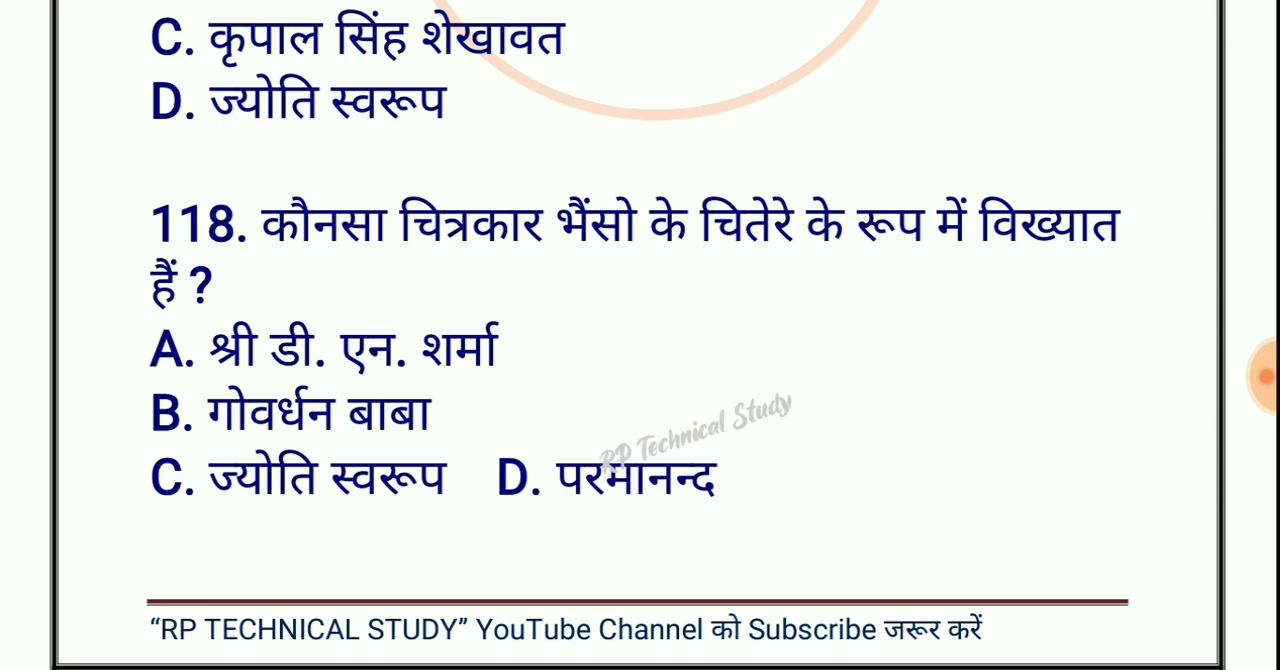 C. कृपाल सिंह शेखावत
D. ज्योति स्वरूप
118. कौनसा चित्रकार भैंसो के चितेरे के रूप में विख्यात
हैं ?
A. श्री डी. एन. शर्मा
B. गोवर्धन बाबा
RP Technical Study
C. ज्योति स्वरूप D. परमानन्द
“RP TECHNICAL STUDY” YouTube Channel को Subscribe जरूर करें